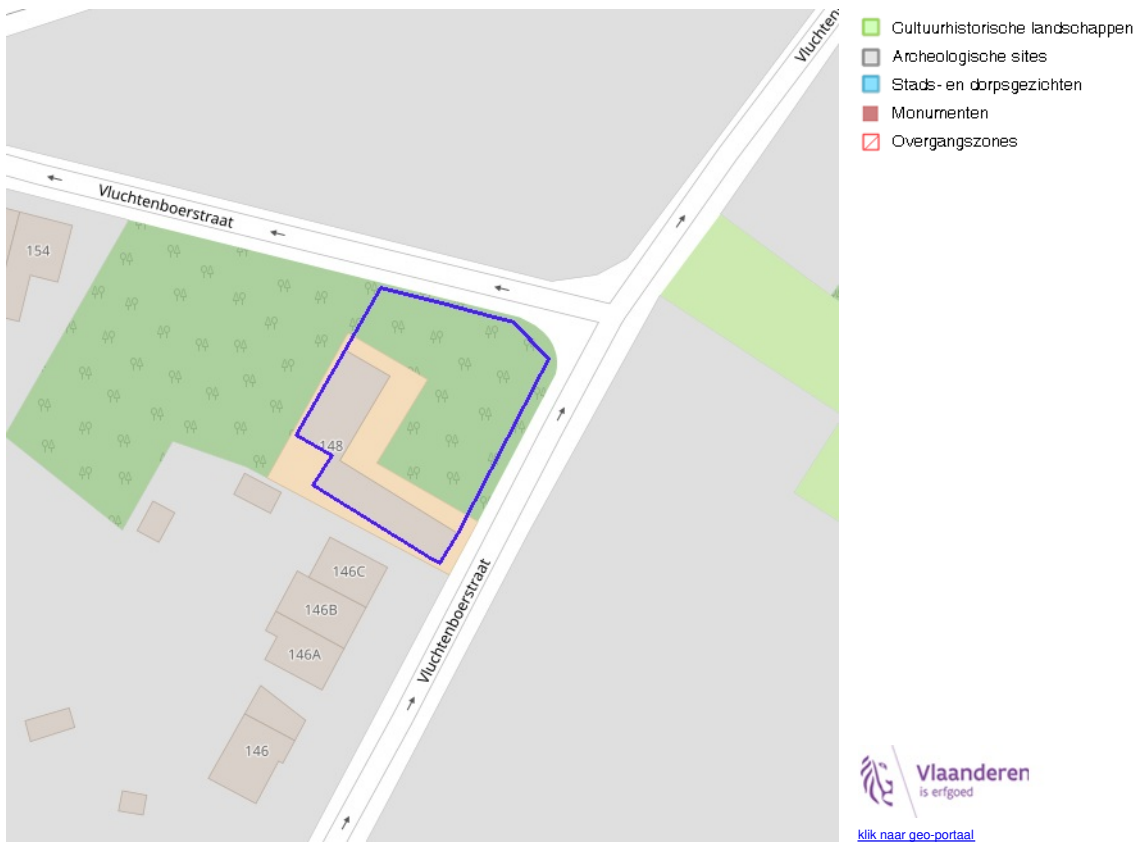 Vluchten
Vluchtenboerstraat
154
148
146C
146B
146A
146
Vluchtenboerstraat
Cultuurhistorische landschappen
Archeologische sites
Stads- en dorpsgezichten
Monumenten
Overgangszones
Vlaanderen
is erfgoed
klik naar geo-portaal